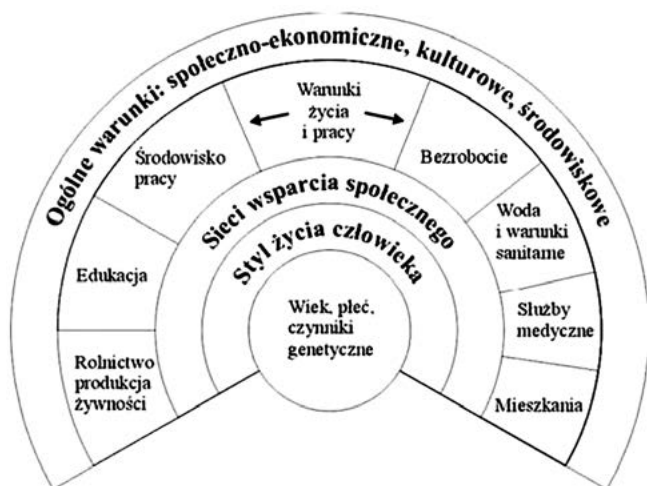 Ogólne warunki: społeczno-ekonomiczne, kulturowe, środowiskowe
Warunki
życia
i pracy
Środowisko
pracy
Bezrobocie
Edukacja
Woda
i warunki
sanitarne
Rolnictwo
produkcja
żywności
Służby
medyczne
Mieszkania
Sieci wsparcia społecznego
Styl życia człowieka
Wiek, płeć,
czynniki
genetyczne